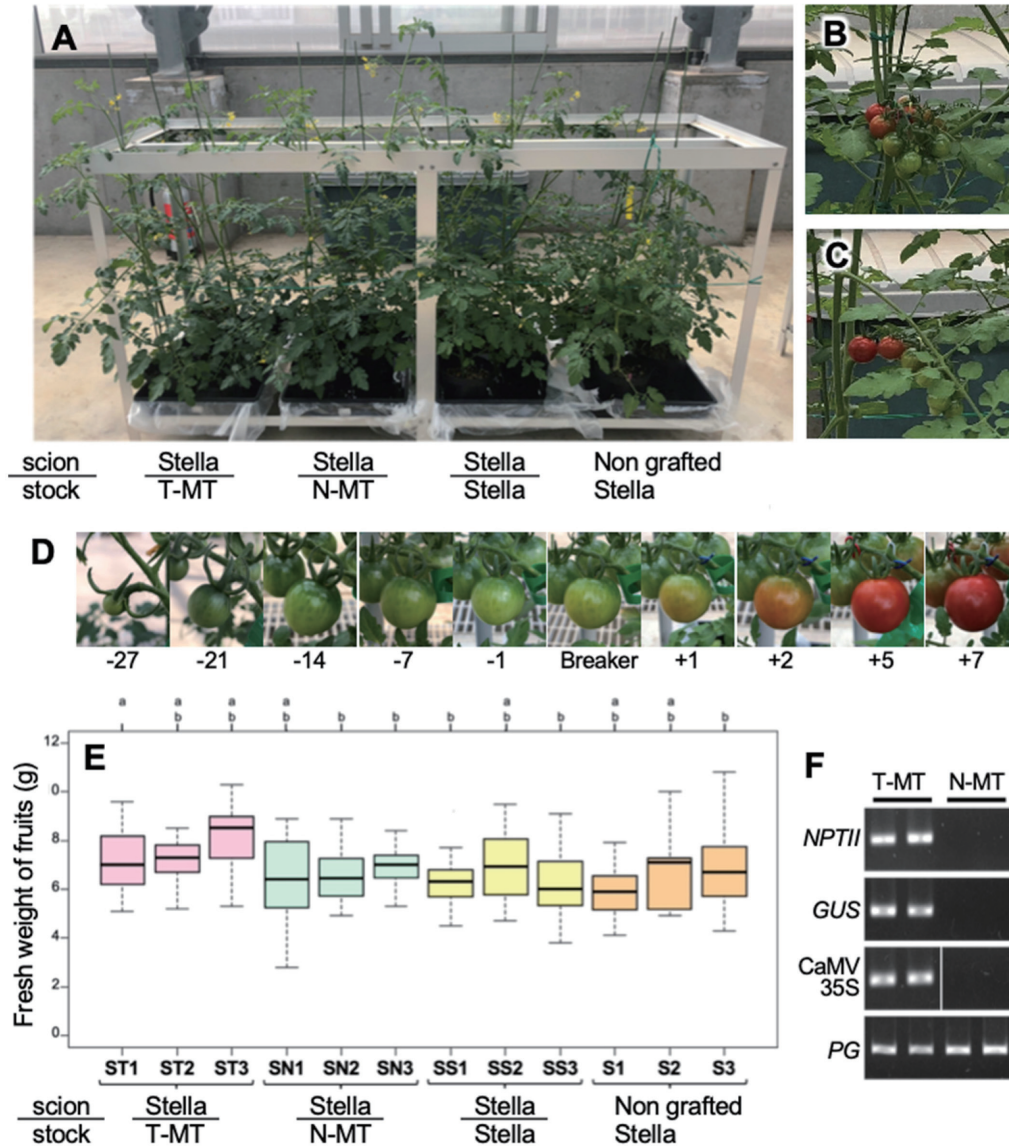 A
B
C
scion Stella Stella Stella Non grafted
stock T-MT N-MT Stella Stella
D
-27 -21 -14 -7 -1 Breaker +1 +2 +5 +7
a a a a a a a
b b b b b b b b b b b
E
Fresh weight of fruits (g)
12
0
8
6
4
2
0
ST1 ST2 ST3 SN1 SN2 SN3 SS1 SS2 SS3 S1 S2 S3
scion Stella Stella Stella Non grafted
stock T-MT N-MT Stella Stella
F
T-MT N-MT
NPTII
GUS
CaMV
35S
PG